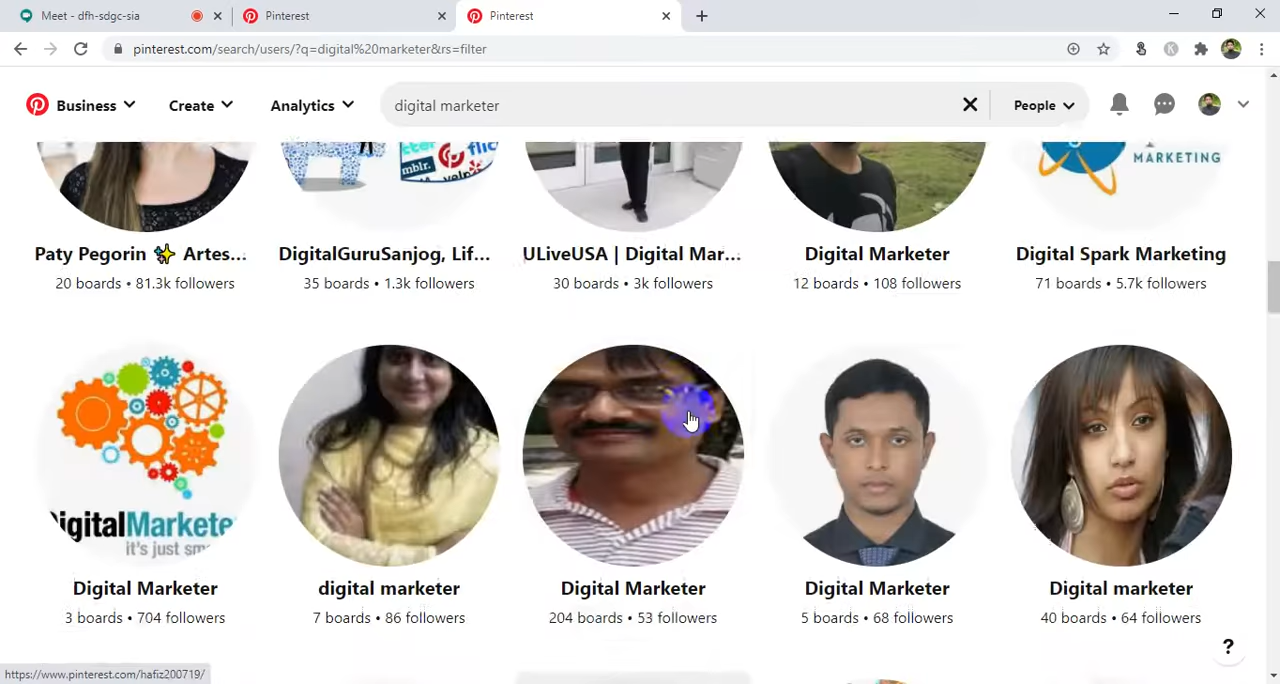 Meet - dfh-sdgc-sia
Pinterest
Pinterest
pinterest.com/search/users/?q=digital%20marketer&rs=filter
Business
Create
Analytics
digital marketer
People
mblr.
yelp
MARKETING
Paty Pegorin ✨ Artes...
DigitalGuruSanjog, Lif...
ULiveUSA | Digital Mar...
Digital Marketer
Digital Spark Marketing
20 boards • 81.3k followers
35 boards • 1.3k followers
30 boards • 3k followers
12 boards • 108 followers
71 boards • 5.7k followers
igitalMarkete
it's just sm
Digital Marketer
digital marketer
Digital Marketer
Digital Marketer
Digital marketer
3 boards • 704 followers
7 boards • 86 followers
204 boards • 53 followers
5 boards • 68 followers
40 boards • 64 followers
?
https://www.pinterest.com/hafiz200719/